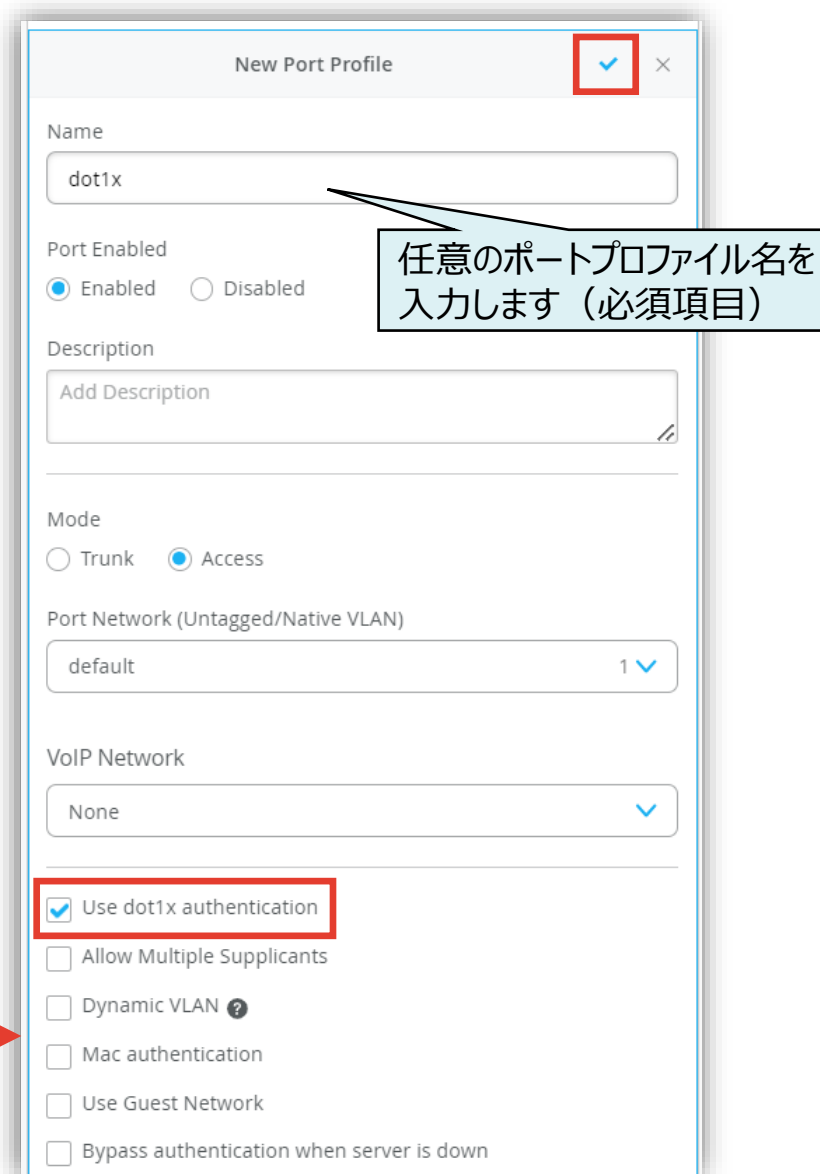 New Port Profile
Name
dot1x
任意のポートプロファイル名を
入力します（必須項目）
Port Enabled
Enabled Disabled
Description
Add Description
Mode
Trunk Access
Port Network (Untagged/Native VLAN)
default 1
VoIP Network
None
Use dot1x authentication
Allow Multiple Supplicants
Dynamic VLAN ?
Mac authentication
Use Guest Network
Bypass authentication when server is down